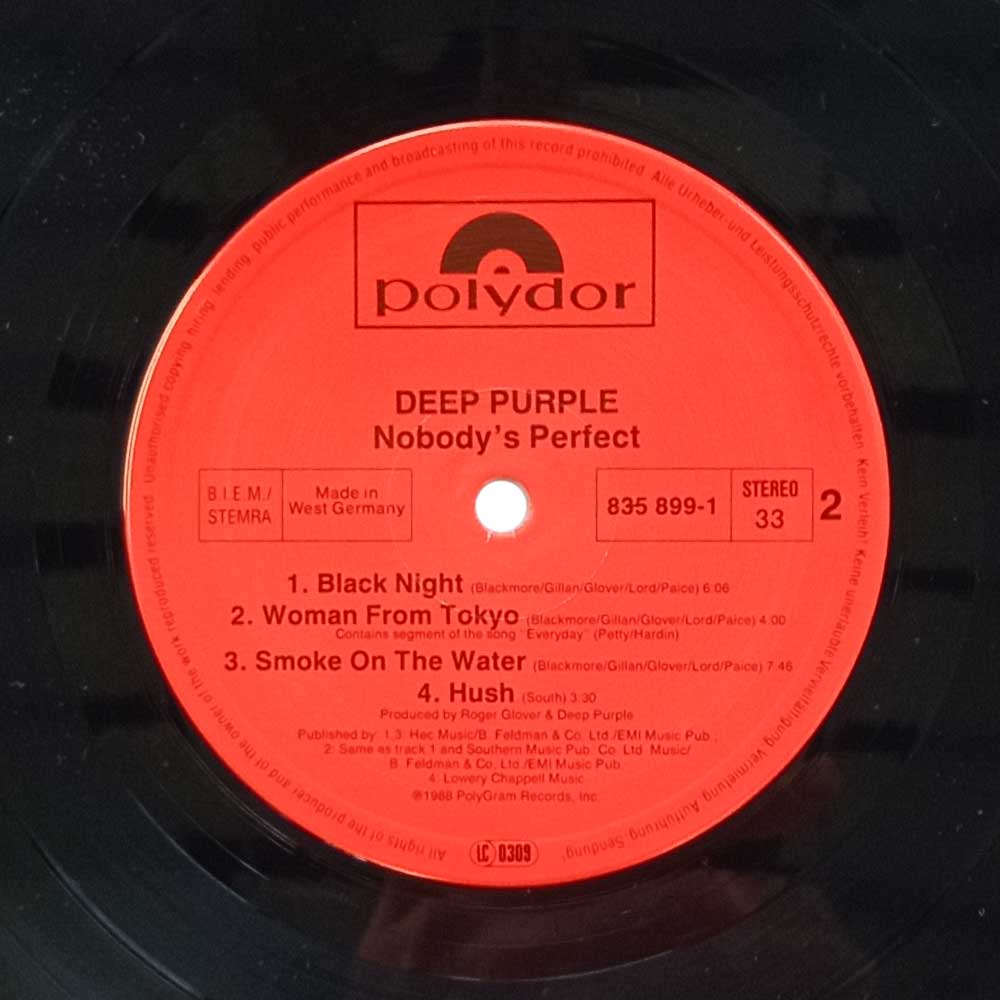 polydor
DEEP PURPLE
Nobody's Perfect
B.I.E.M./
STEMRA
Made in
West Germany
835 899-1
STEREO
33
2
1. Black Night (Blackmore/Gillan/Glover/Lord/Paice) 6:06
2. Woman From Tokyo (Blackmore/Gillan/Glover/Lord/Paice) 4:00
Contains segment of the song "Everyday" (Petty/Hardin)
3. Smoke On The Water (Blackmore/Gillan/Glover/Lord/Paice) 7:46
4. Hush (South) 3:30
Produced by Roger Glover & Deep Purple
Published by: 1,3. Hec Music/B. Feldman & Co. Ltd./EMI Music Pub.,
2: Same as track 1 and Southern Music Pub. Co. Ltd. Music/
B. Feldman & Co. Ltd./EMI Music Pub.
4. Lowery Chappell Music
℗1988 PolyGram Records, Inc.
LC 0309
All rights of the producer and of the owner of the work reproduced reserved. Unauthorised copying, hiring, lending, public performance and broadcasting of this record prohibited. Alle Urheber- und Leistungsschutzrechte vorbehalten. Kein Verleih! Keine unerlaubte Vervielfältigung, Vermietung, Aufführung, Sendung!